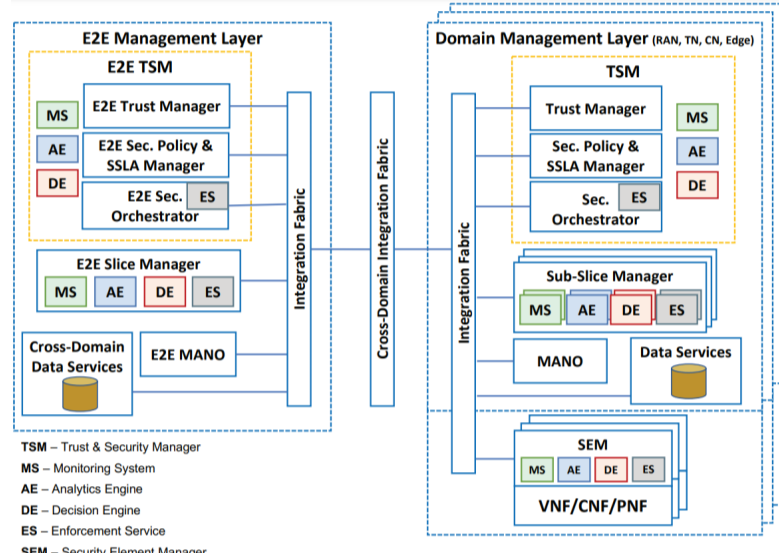 E2E Management Layer
E2E TSM
MS
AE
DE
E2E Trust Manager
E2E Sec. Policy &
SSLA Manager
E2E Sec.
Orchestrator
ES
E2E Slice Manager
MS
AE
DE
ES
Cross-Domain
Data Services
E2E MANO
Integration Fabric
Cross-Domain Integration Fabric
Domain Management Layer (RAN, TN, CN, Edge)
Integration Fabric
TSM
Trust Manager
Sec. Policy &
SSLA Manager
Sec.
Orchestrator
ES
MS
AE
DE
Sub-Slice Manager
MS
AE
DE
ES
MANO
Data Services
SEM
MS
AE
DE
ES
VNF/CNF/PNF
TSM – Trust & Security Manager
MS – Monitoring System
AE – Analytics Engine
DE – Decision Engine
ES – Enforcement Service
SEM – Security Element Manager